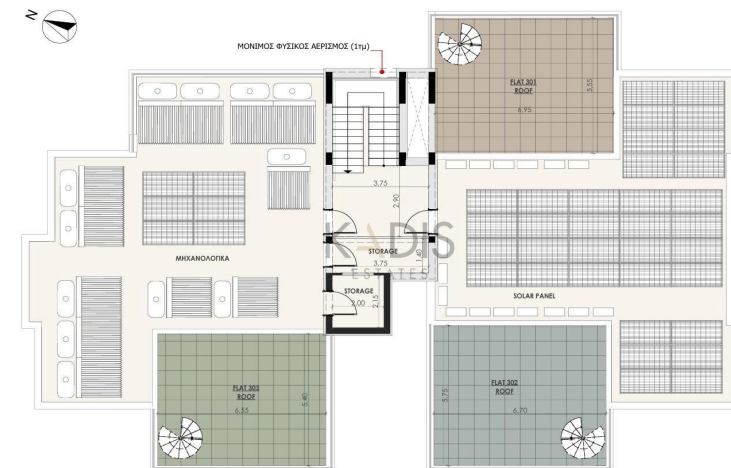 N
ΜΟΝΙΜΟΣ ΦΥΣΙΚΟΣ ΑΕΡΙΣΜΟΣ (1τμ)
FLAT 301
ROOF
5.55
6.95
3.75
2.90
KADIS
ESTATES
STORAGE
3.75
1.40
ΜΗΧΑΝΟΛΟΓΙΚΑ
STORAGE
2.00
2.15
SOLAR PANEL
FLAT 303
ROOF
6.55
5.40
FLAT 302
ROOF
6.70
5.75